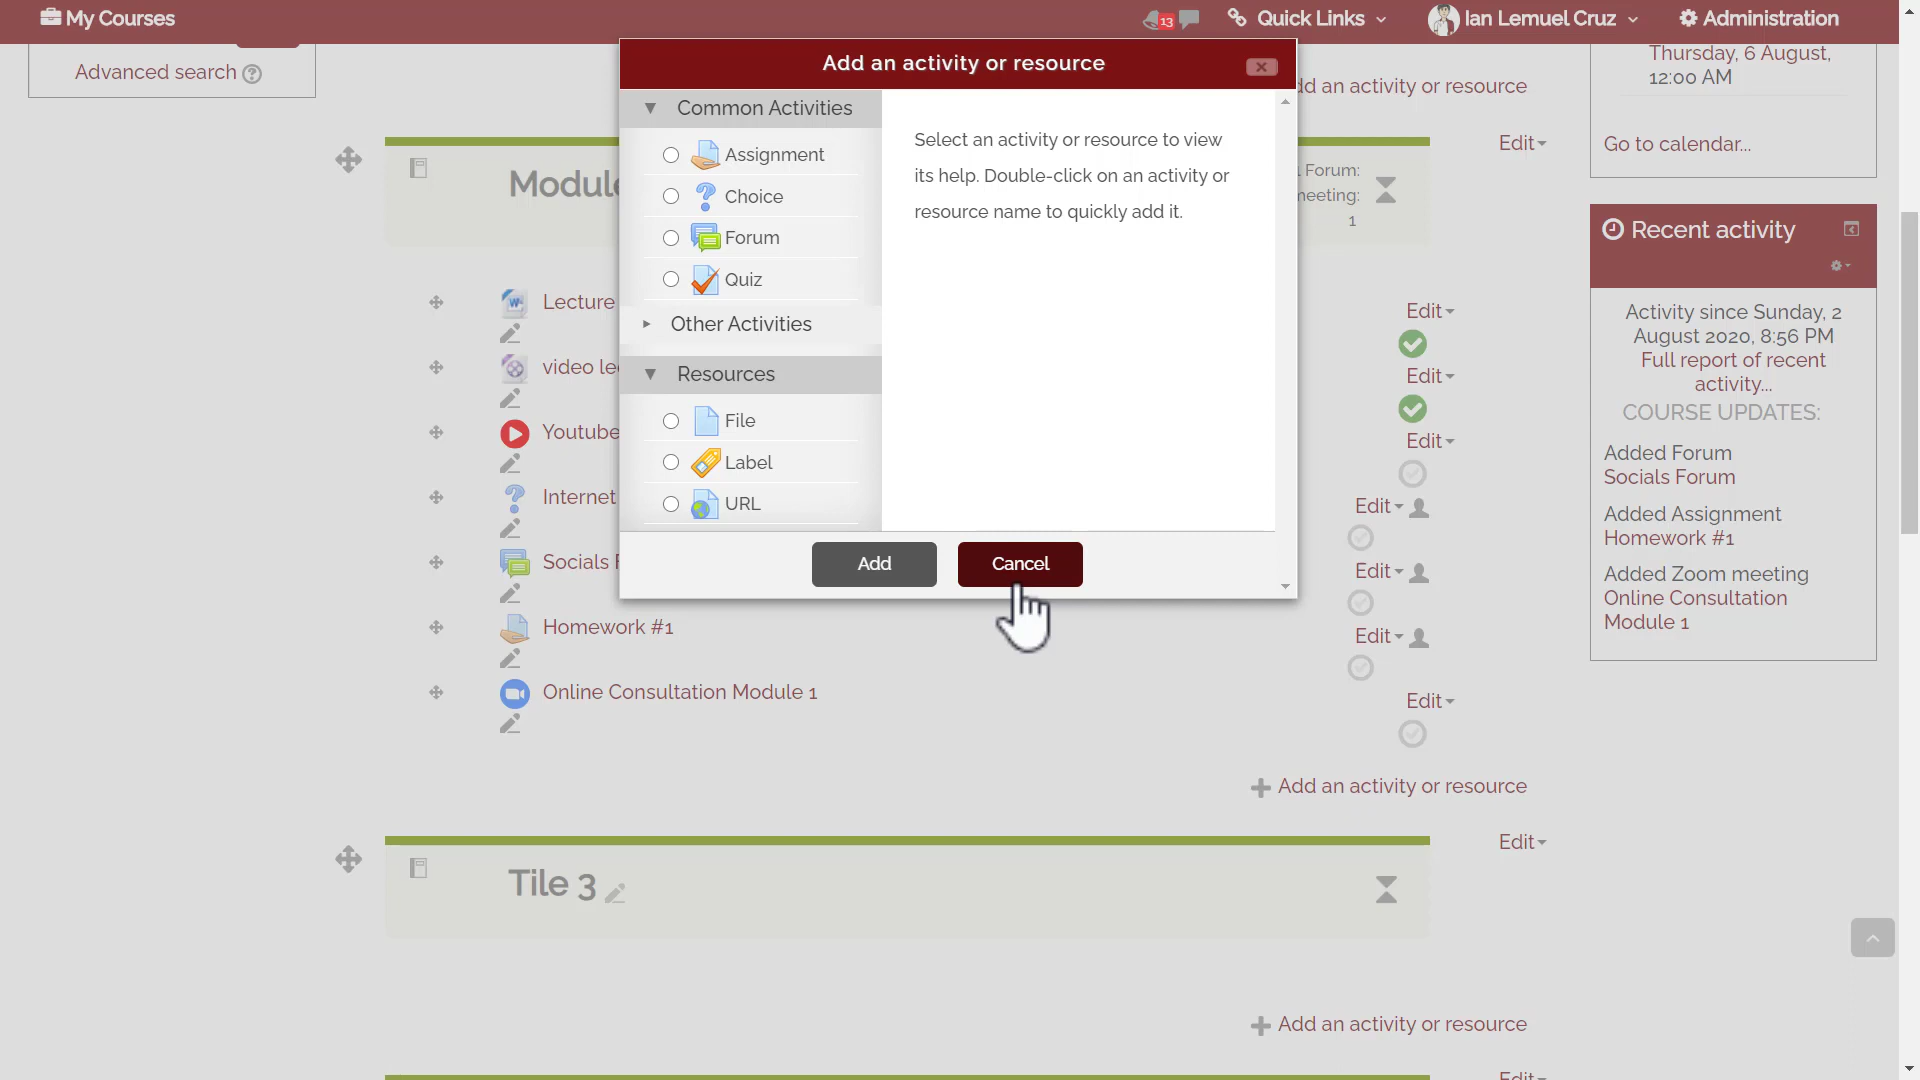 My Courses
13
Quick Links
Ian Lemuel Cruz
Administration
Advanced search
Add an activity or resource
dd an activity or resource
Thursday, 6 August,
12:00 AM
Go to calendar...
Common Activities
Assignment
Choice
Forum
Quiz
Other Activities
Resources
File
Label
URL
Select an activity or resource to view
its help. Double-click on an activity or
resource name to quickly add it.
Add
Cancel
Module
Forum:
meeting:
1
Edit
Lecture
Edit
video le
Edit
Youtube
Edit
Internet
Edit
Socials F
Edit
Homework #1
Edit
Online Consultation Module 1
Edit
Add an activity or resource
Tile 3
Edit
Add an activity or resource
Edit
Recent activity
Activity since Sunday, 2
August 2020, 8:56 PM
Full report of recent
activity...
COURSE UPDATES:
Added Forum
Socials Forum
Added Assignment
Homework #1
Added Zoom meeting
Online Consultation
Module 1